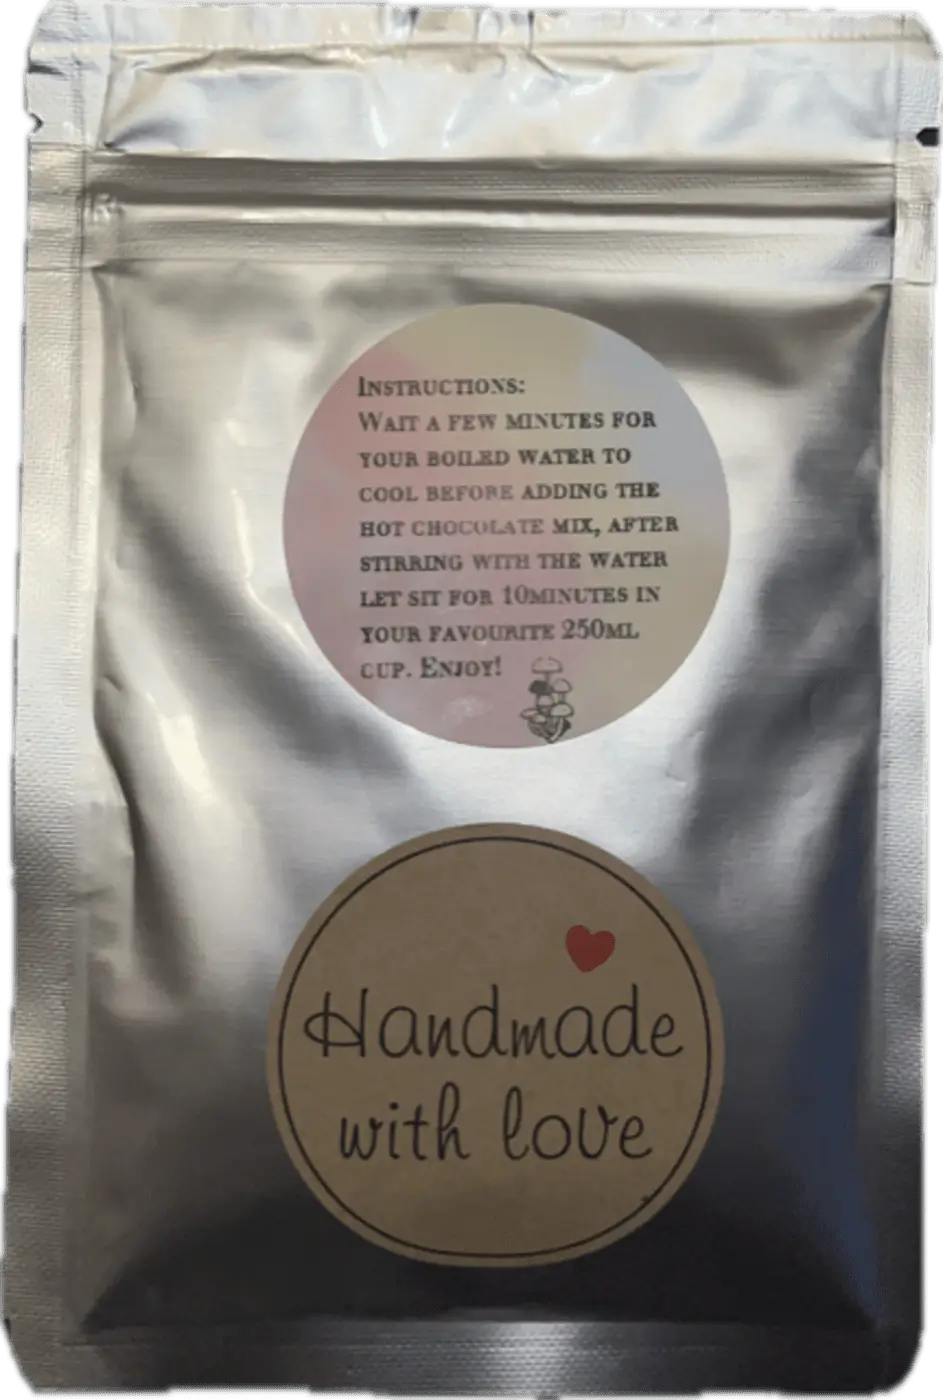 Instructions:
Wait a few minutes for
your boiled water to
cool before adding the
hot chocolate mix, after
stirring with the water
let sit for 10minutes in
your favourite 250ml
cup. Enjoy!
Handmade
with love